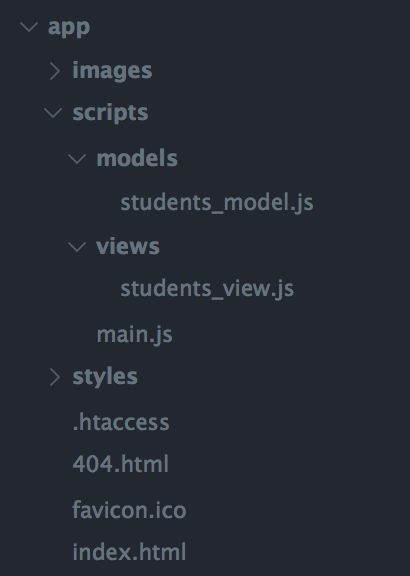 app
images
scripts
models
students_model.js
views
students_view.js
main.js
styles
.htaccess
404.html
favicon.ico
index.html